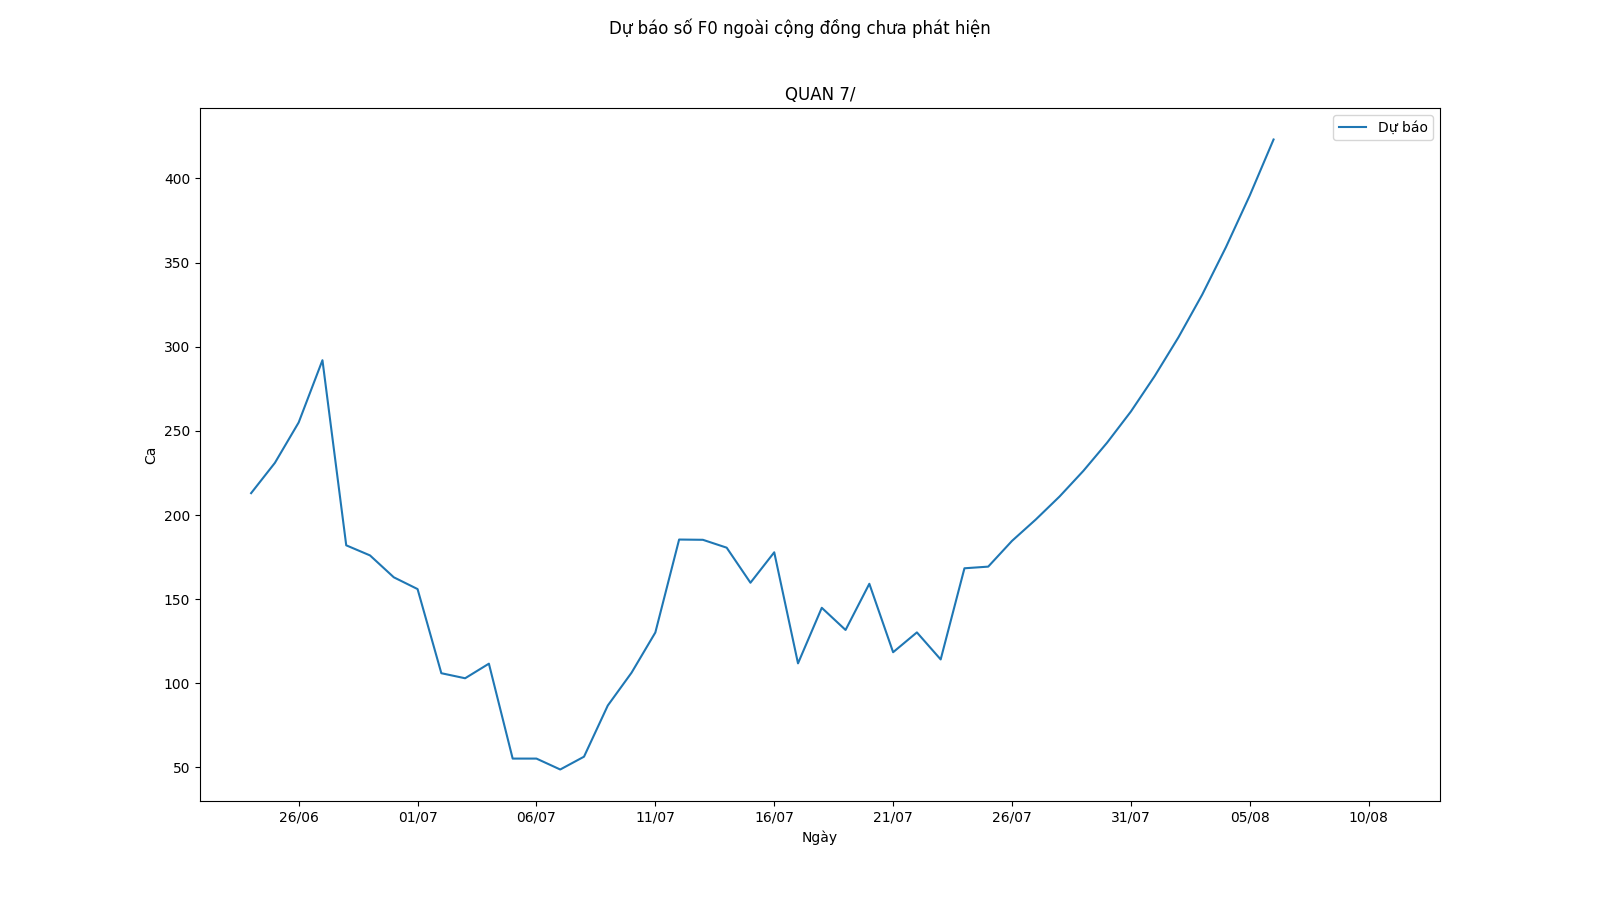 Dự báo số F0 ngoài cộng đồng chưa phát hiện
QUAN 7/
Dự báo
400
350
300
250
200
150
100
50
Ca
26/06 01/07 06/07 11/07 16/07 21/07 26/07 31/07 05/08 10/08
Ngày